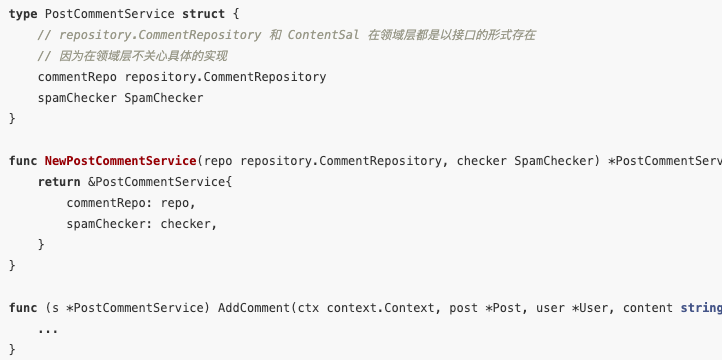 type PostCommentService struct {
    // repository.CommentRepository 和 ContentSal 在领域层都是以接口的形式存在
    // 因为在领域层不关心具体的实现
    commentRepo repository.CommentRepository
    spamChecker SpamChecker
}
func NewPostCommentService(repo repository.CommentRepository, checker SpamChecker) *PostCommentServ
    return &PostCommentService{
        commentRepo: repo,
        spamChecker: checker,
    }
}
func (s *PostCommentService) AddComment(ctx context.Context, post *Post, user *User, content string
    ...
}